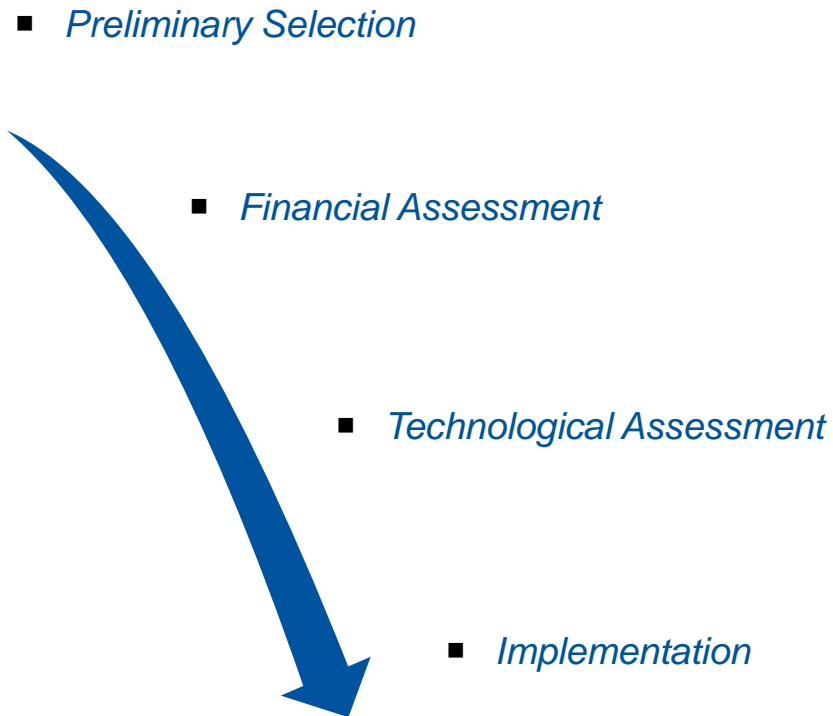 ▪ Preliminary Selection
▪ Financial Assessment
▪ Technological Assessment
▪ Implementation